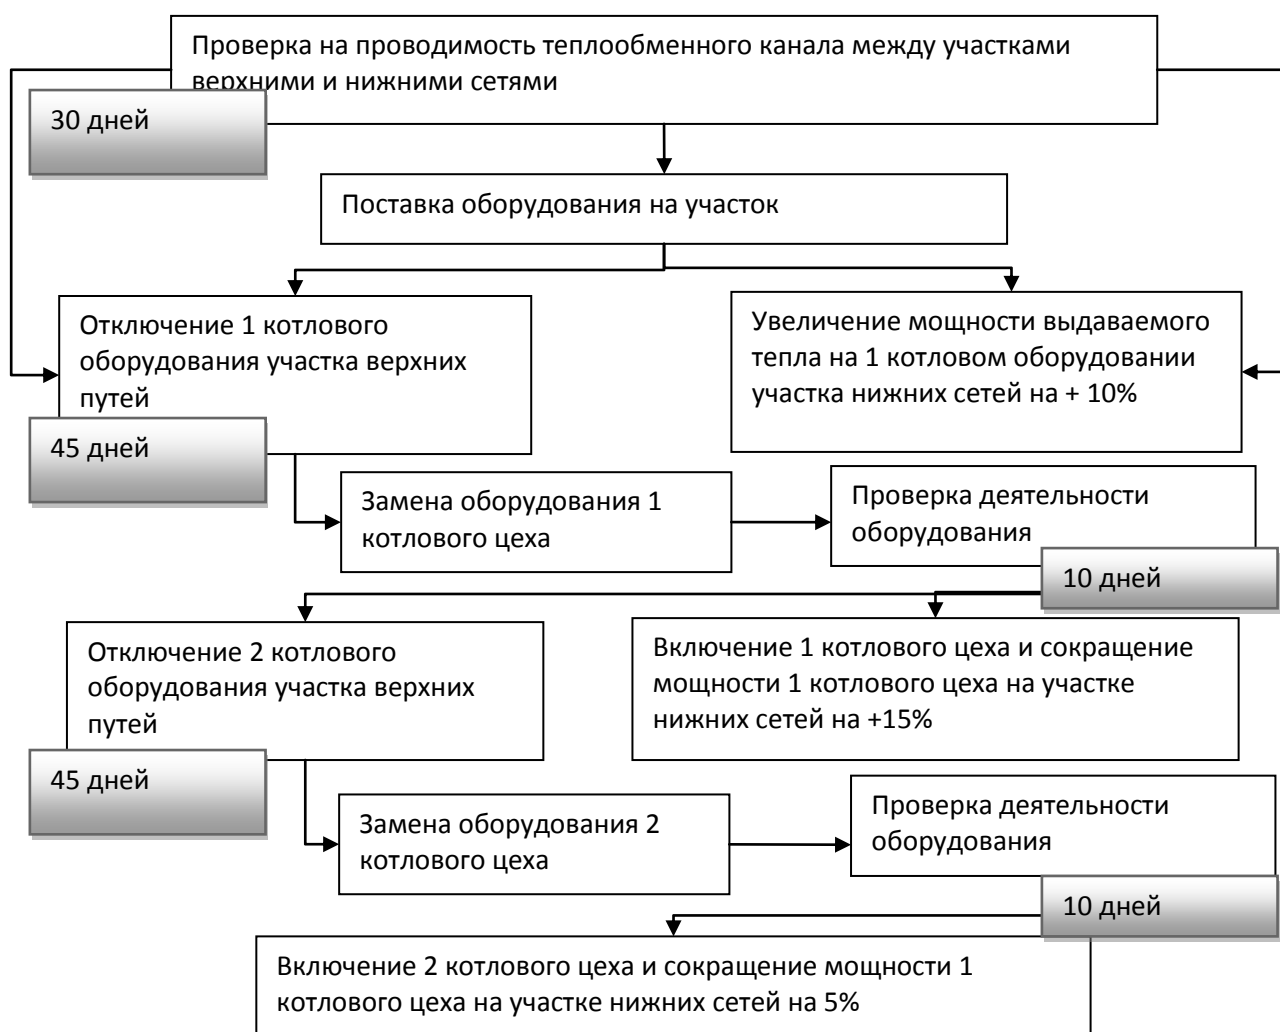 Проверка на проводимость теплообменного канала между участками
верхними и нижними сетями
30 дней
Поставка оборудования на участок
Отключение 1 котлового
оборудования участка верхних
путей
45 дней
Увеличение мощности выдаваемого
тепла на 1 котловом оборудовании
участка нижних сетей на + 10%
Замена оборудования 1
котлового цеха
Проверка деятельности
оборудования
10 дней
Отключение 2 котлового
оборудования участка верхних
путей
45 дней
Включение 1 котлового цеха и сокращение
мощности 1 котлового цеха на участке
нижних сетей на +15%
Замена оборудования 2
котлового цеха
Проверка деятельности
оборудования
10 дней
Включение 2 котлового цеха и сокращение мощности 1
котлового цеха на участке нижних сетей на 5%